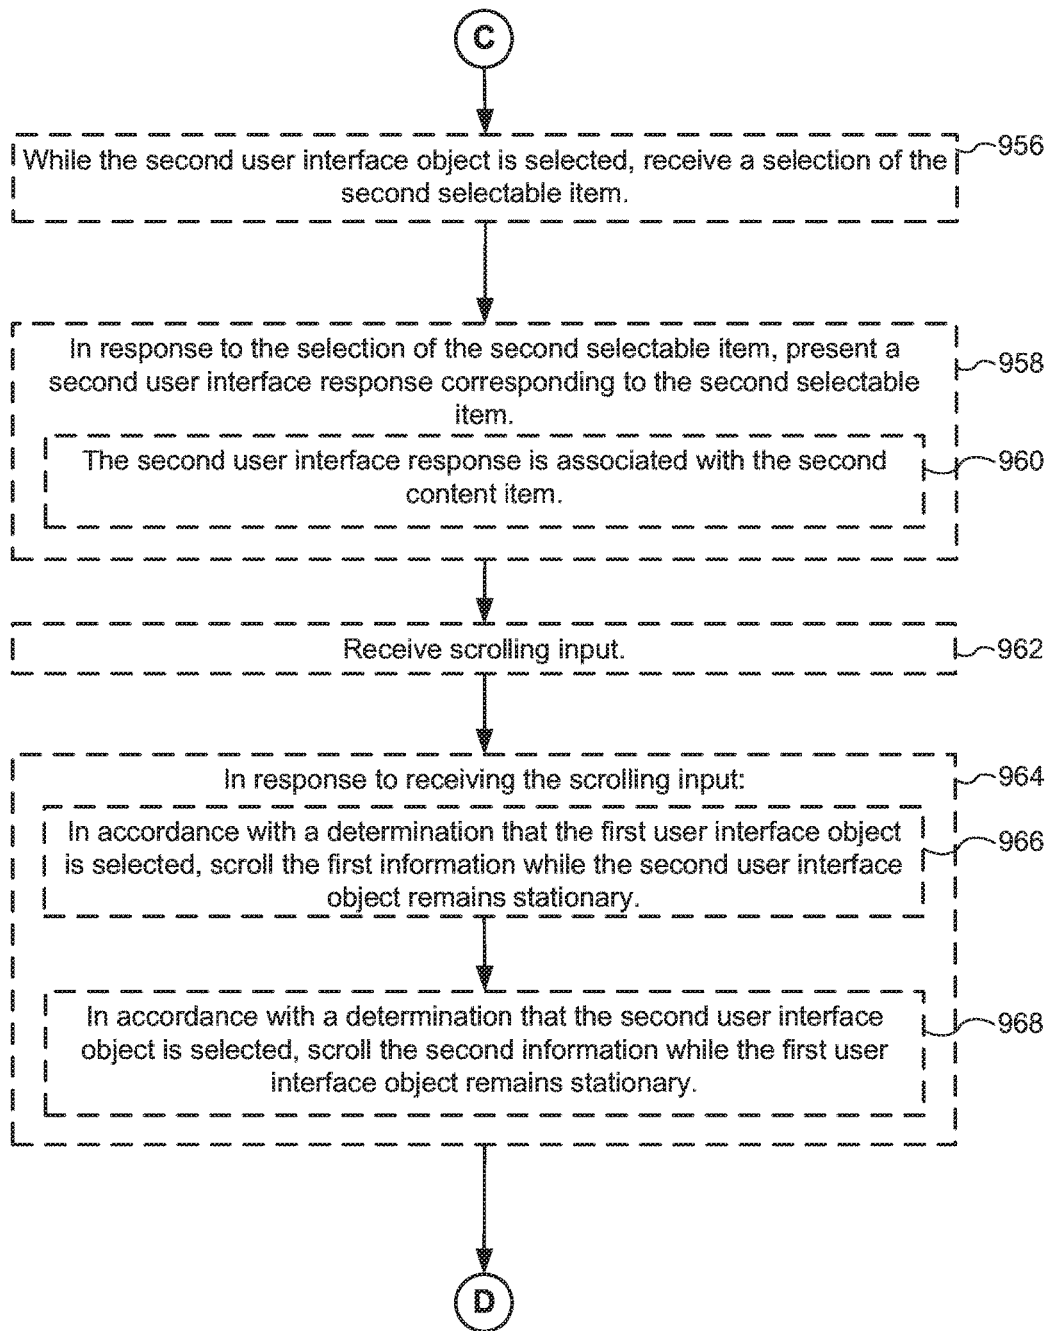 C
While the second user interface object is selected, receive a selection of the
second selectable item.
956
In response to the selection of the second selectable item, present a
second user interface response corresponding to the second selectable
item.
958
The second user interface response is associated with the second
content item.
960
Receive scrolling input.
962
In response to receiving the scrolling input:
964
In accordance with a determination that the first user interface object
is selected, scroll the first information while the second user interface
object remains stationary.
966
In accordance with a determination that the second user interface
object is selected, scroll the second information while the first user
interface object remains stationary.
968
D